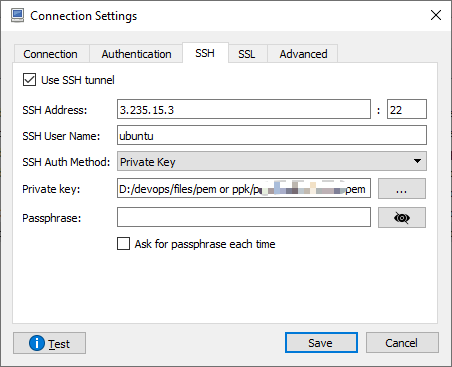 Connection Settings
Connection Authentication SSH SSL Advanced
Use SSH tunnel
SSH Address: 3.235.15.3 : 22
SSH User Name: ubuntu
SSH Auth Method: Private Key
Private key: D:/devops/files/pem or ppk/ pem ...
Passphrase:
Ask for passphrase each time
Test Save Cancel